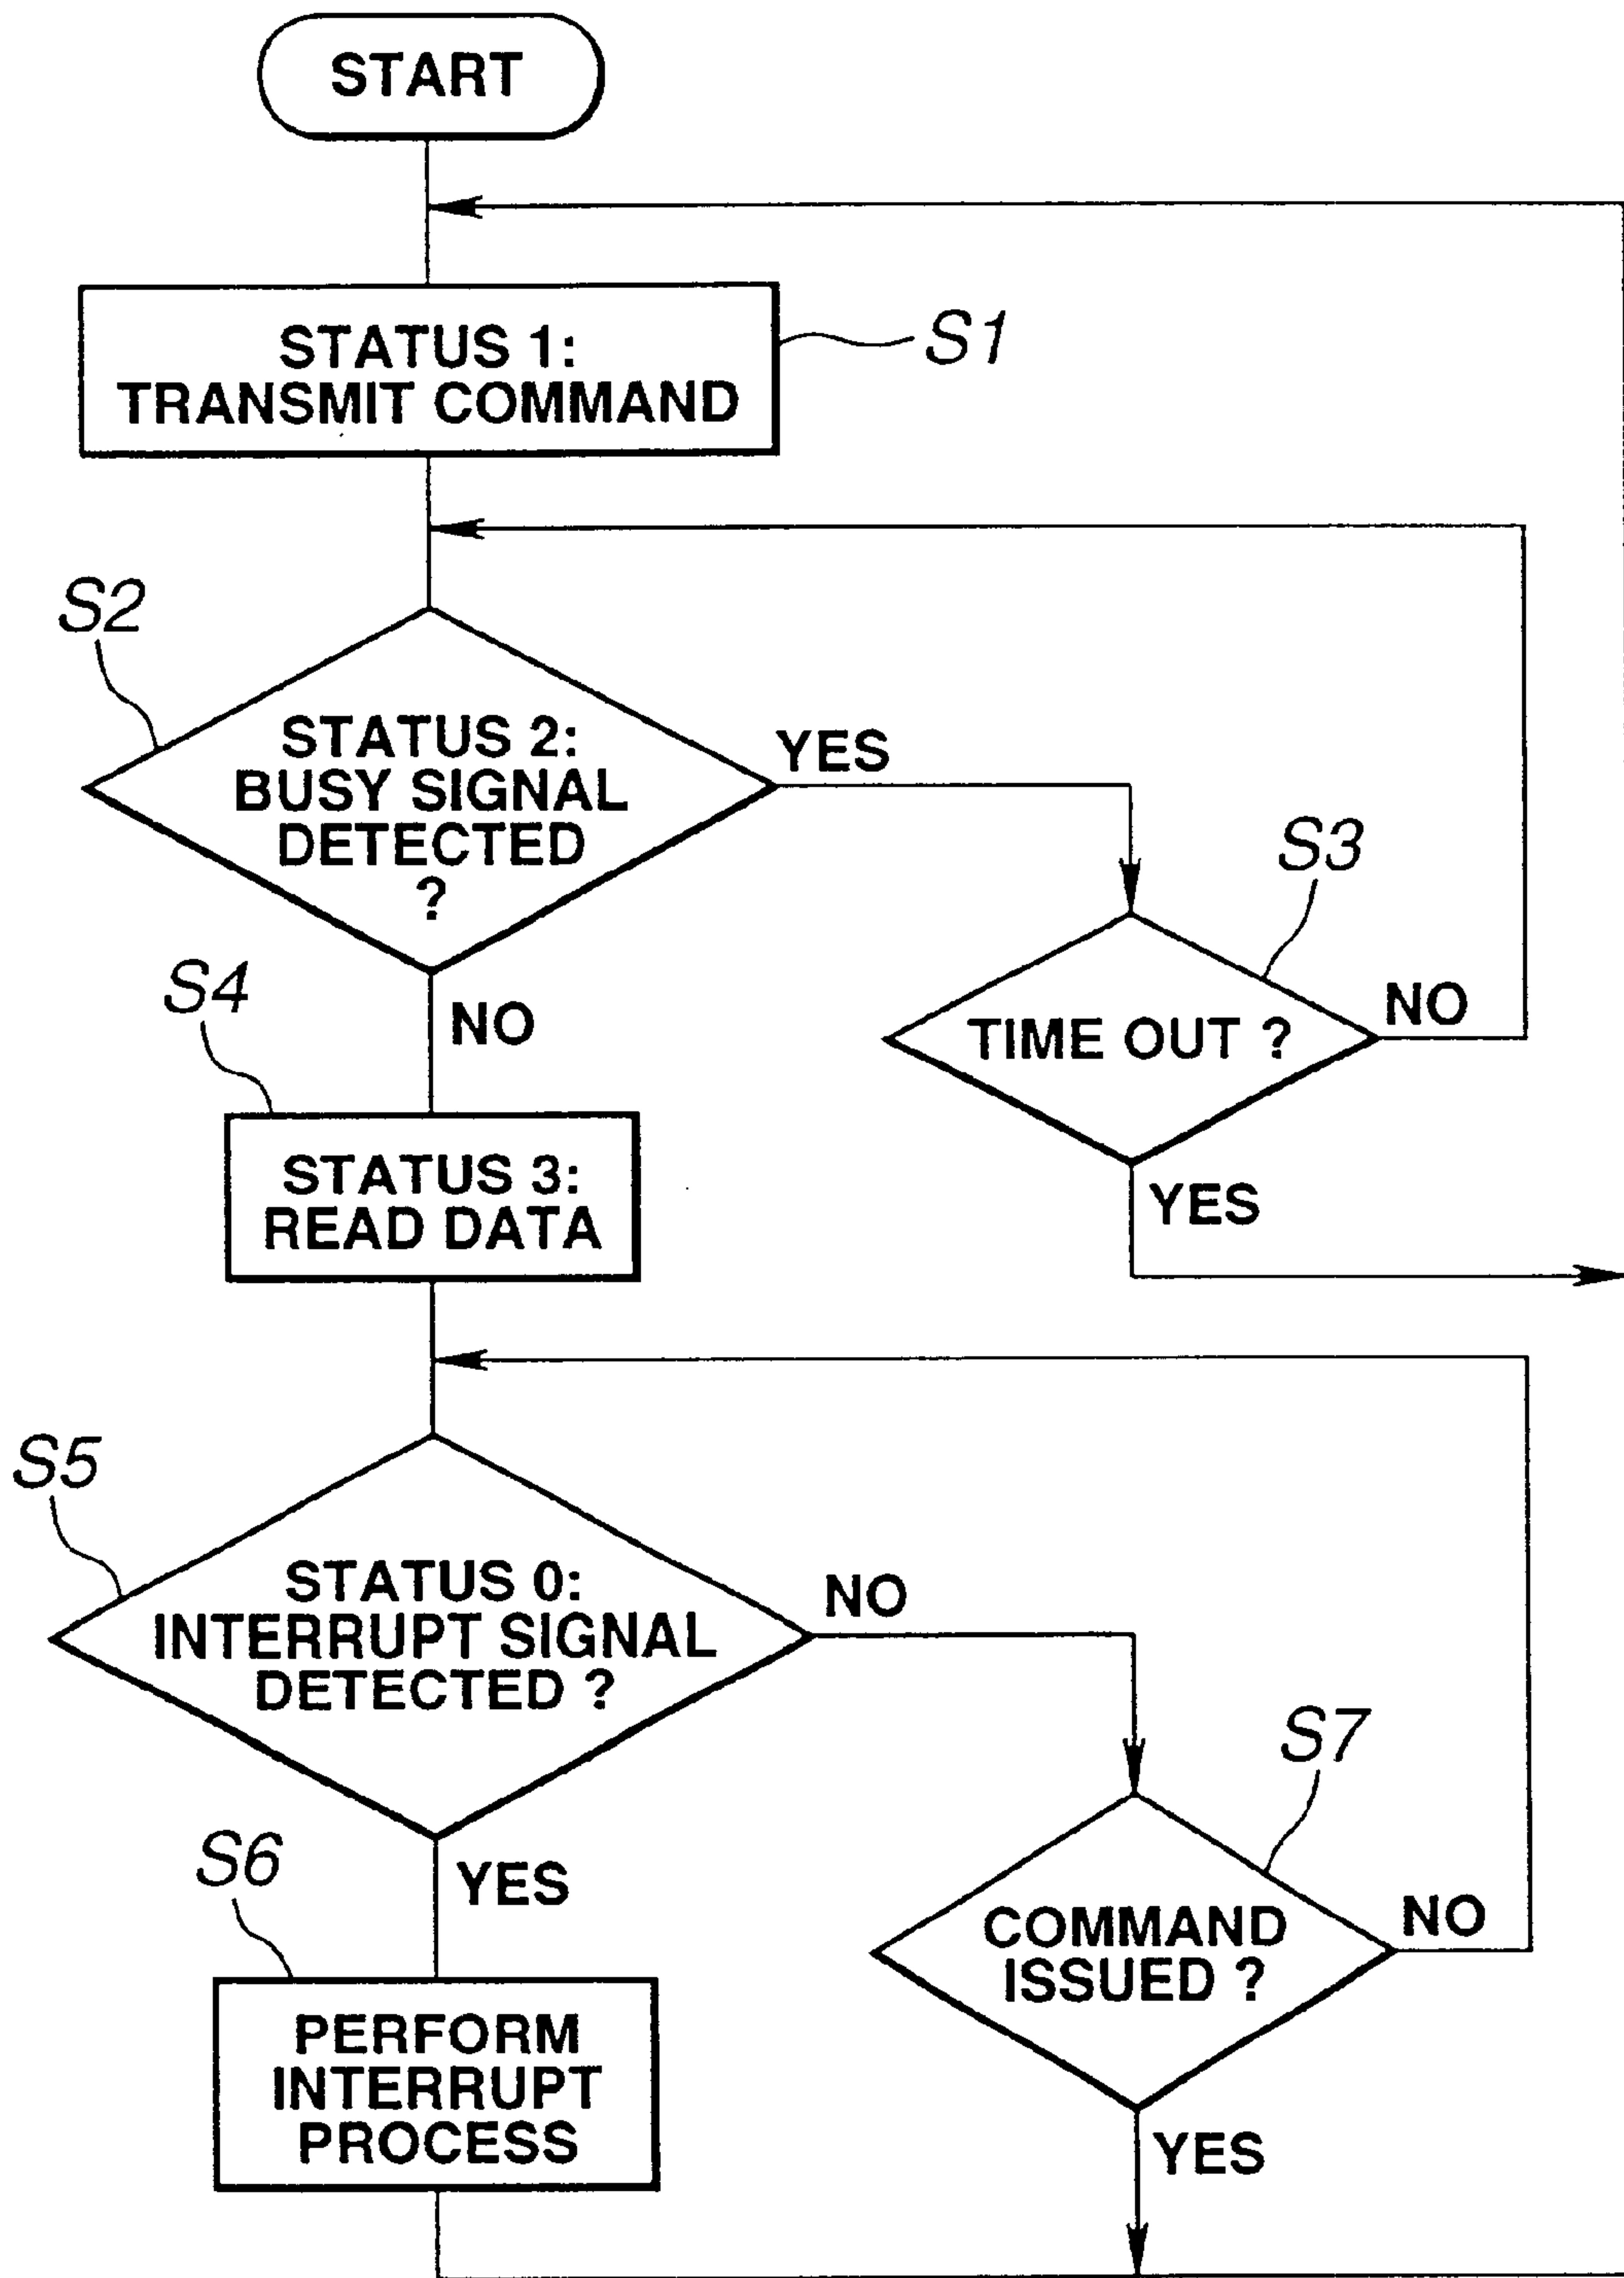 START
STATUS 1:
TRANSMIT COMMAND
S1
S2
STATUS 2:
BUSY SIGNAL
DETECTED
?
YES
S3
TIME OUT ?
NO
YES
NO
S4
STATUS 3:
READ DATA
S5
STATUS 0:
INTERRUPT SIGNAL
DETECTED ?
NO
S7
COMMAND
ISSUED ?
NO
YES
YES
S6
PERFORM
INTERRUPT
PROCESS